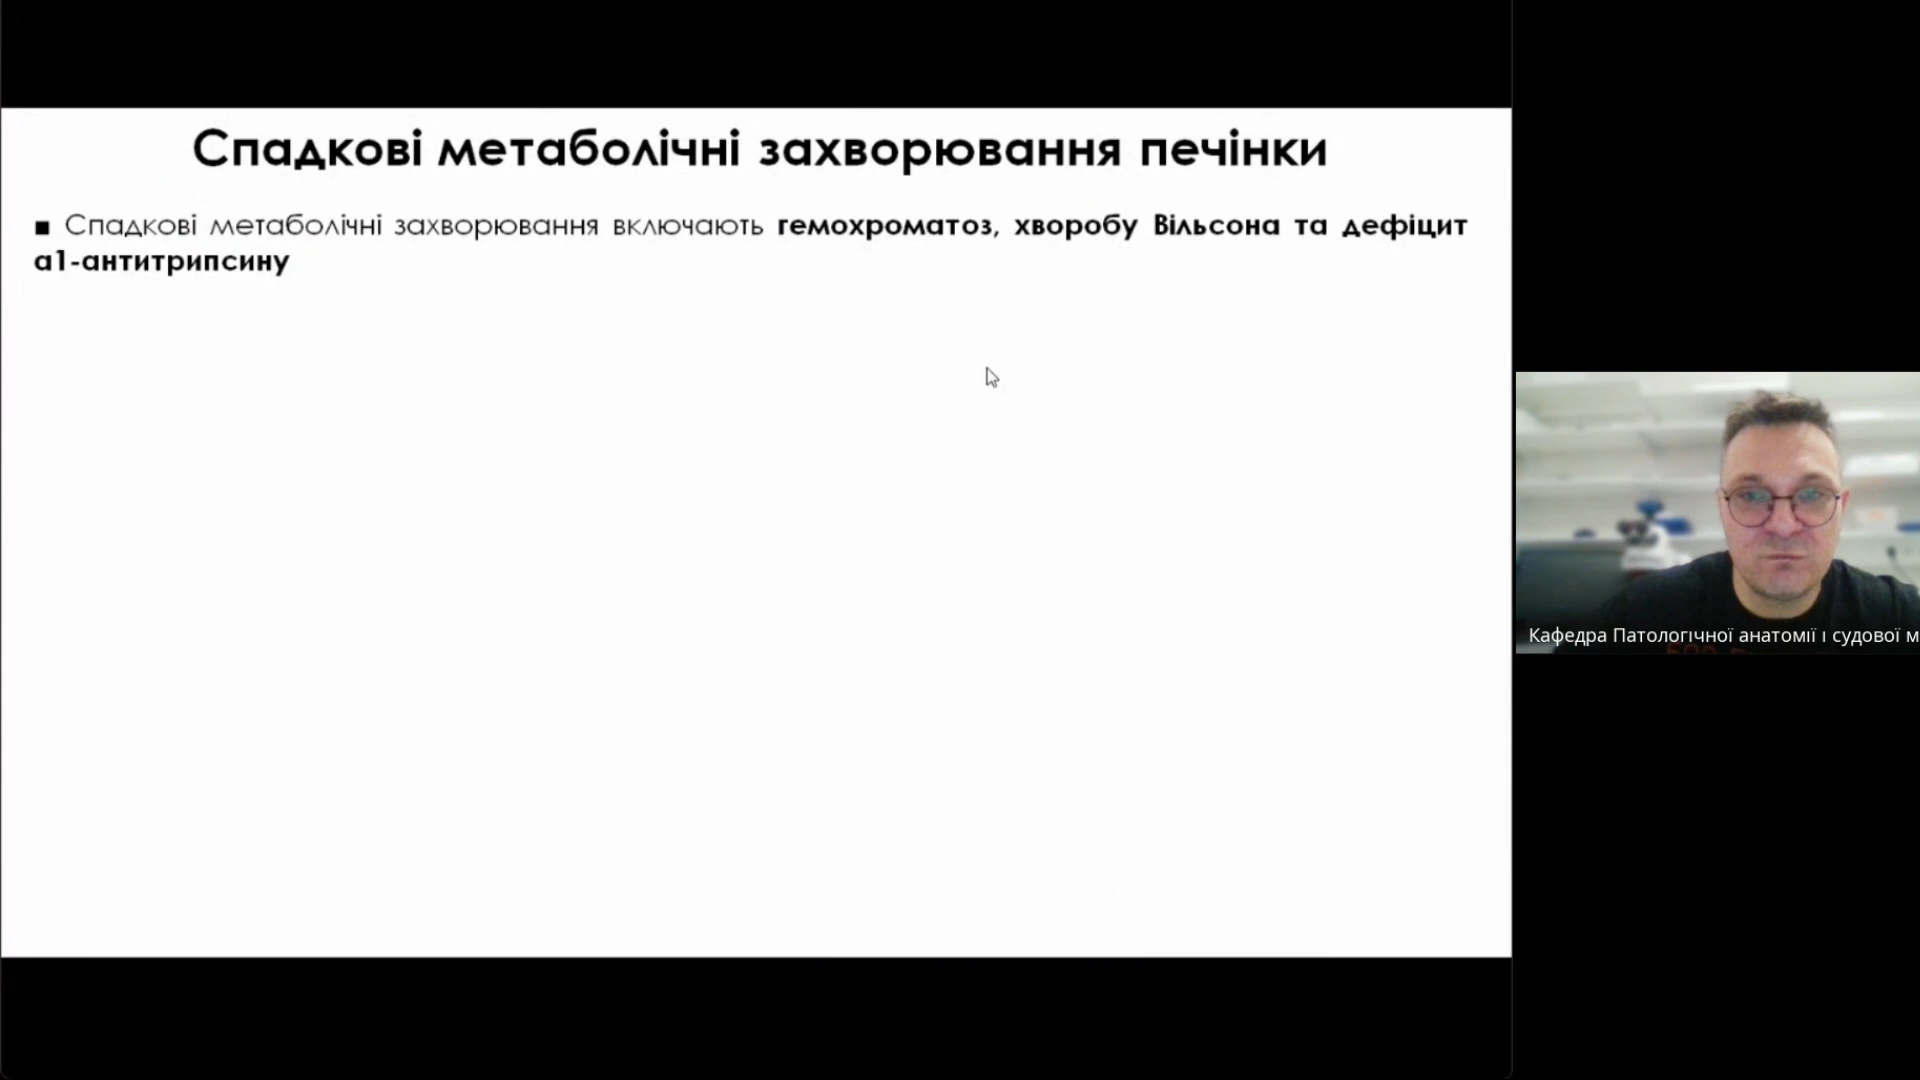 Спадкові метаболічні захворювання печінки
▪ Спадкові метаболічні захворювання включають гемохроматоз, хворобу Вільсона та дефіцит
а1-антитрипсину
Кафедра Патологічної анатомії і судової м